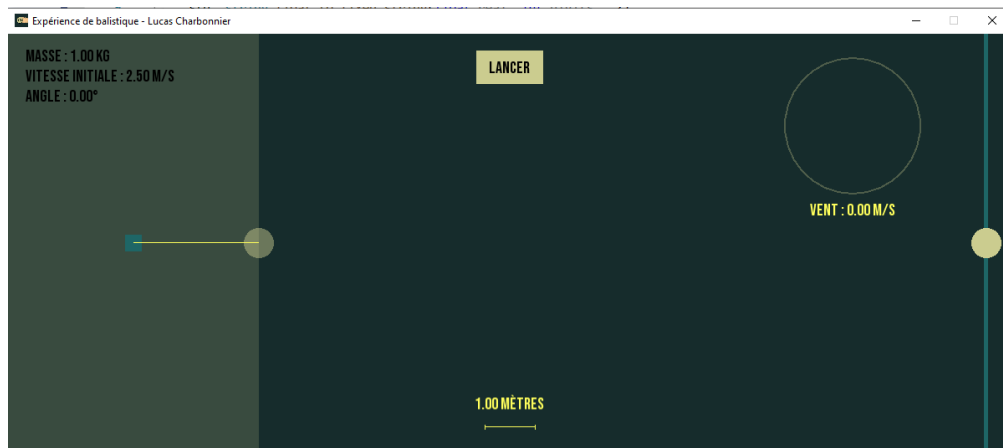 Expérience de balistique - Lucas Charbonnier
MASSE : 1.00 KG
VITESSE INITIALE : 2.50 M/S
ANGLE : 0.00°
LANCER
VENT : 0.00 M/S
1.00 MÈTRES